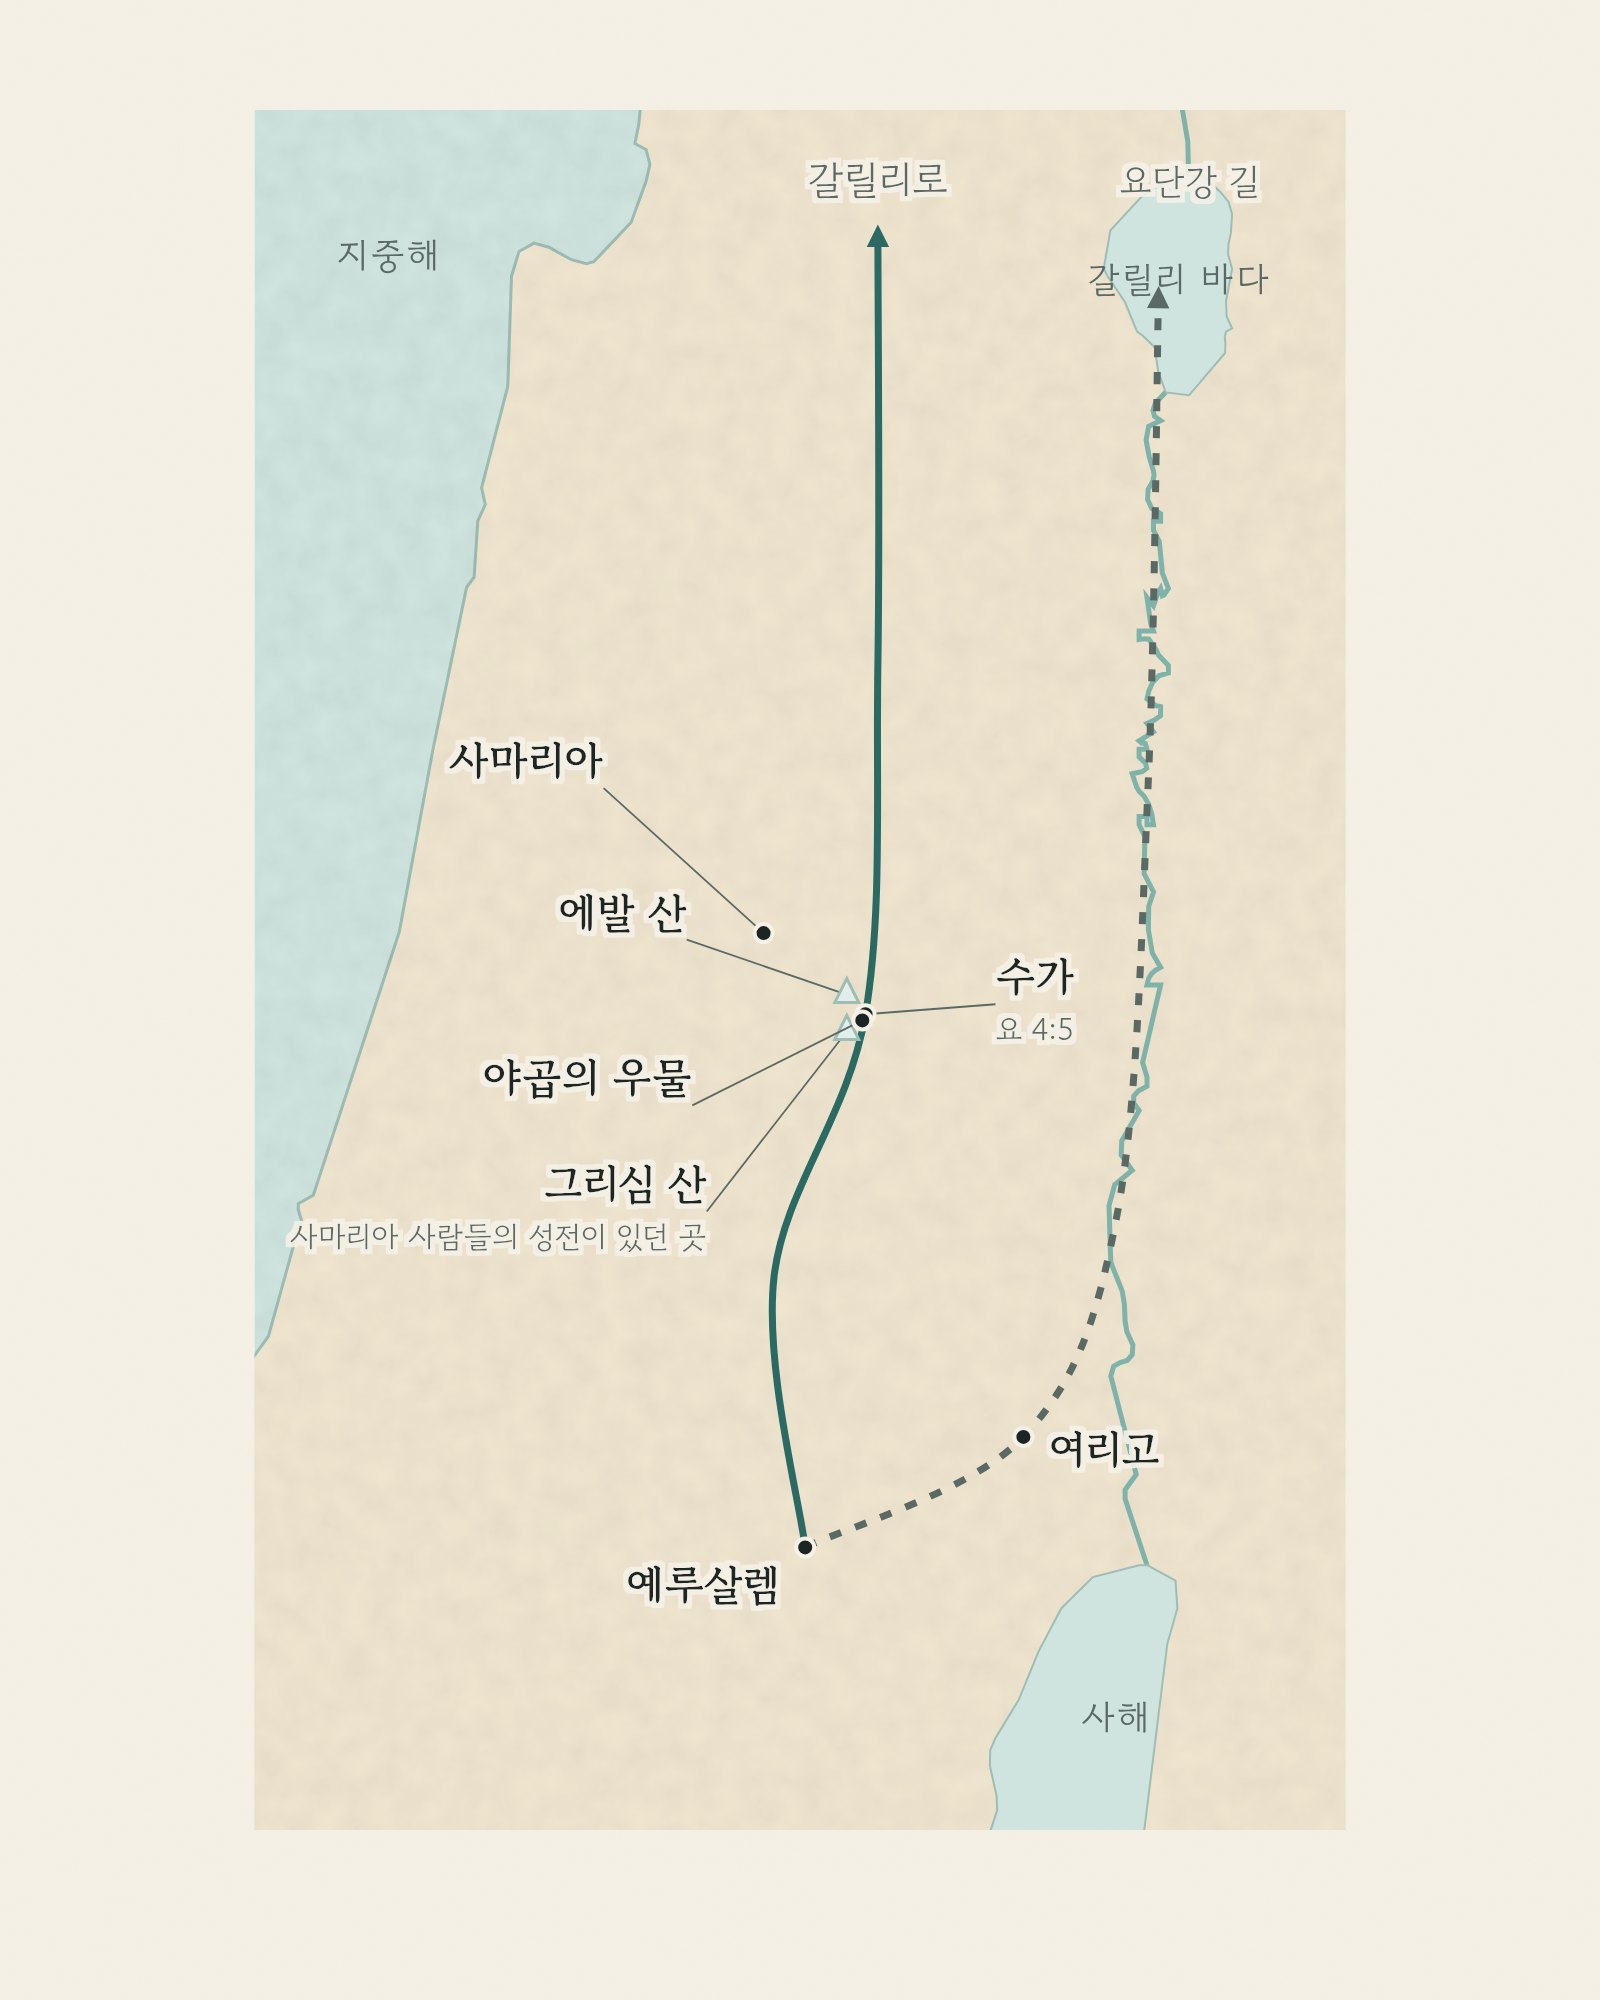 갈릴리로
요단강 길
지중해
갈릴리 바다
사마리아
에발 산
수가
요 4:5
야곱의 우물
그리심 산
사마리아 사람들의 성전이 있던 곳
여리고
예루살렘
사해